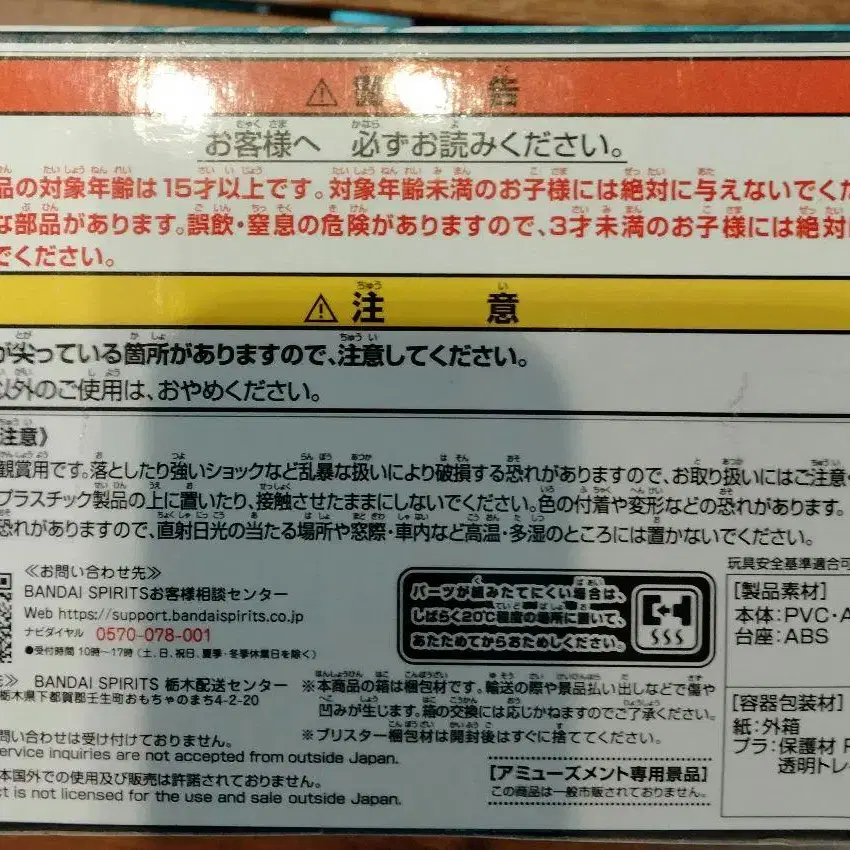 ⚠ 警 告
お客様へ 必ずお読みください。
品の対象年齢は15才以上です。対象年齢未満のお子様には絶対に与えないでくだ
な部品があります。誤飲・窒息の危険がありますので、3才未満のお子様には絶対
でください。
⚠ 注 意
が尖っている箇所がありますので、注意してください。
以外のご使用は、おやめください。
注意》
観賞用です。落としたり強いショックなど乱暴な扱いにより破損する恐れがありますので、お取り扱いにはご注意
プラスチック製品の上に置いたり、接触させたままにしないでください。色の付着や変形などの恐れがあります。
恐れがありますので、直射日光の当たる場所や窓際・車内など高温・多湿のところには置かないでください。
≪お問い合わせ先≫
BANDAI SPIRITSお客様相談センター
Web https://support.bandaispirits.co.jp
ナビダイヤル 0570-078-001
●受付時間 10時〜17時(土、日、祝日、夏季・冬季休業日を除く)
先≫ BANDAI SPIRITS 栃木配送センター
栃木県下都賀郡壬生町おもちゃのまち4-2-20
問い合わせは受け付けておりません。
service inquiries are not accepted from outside Japan.
本国外での使用及び販売は許諾されておりません。
ct is not licensed for the use and sale outside Japan.
パーツが組みたてにくい場合は、
しばらく20℃程度の場所に置いて、
あたためてからおためしください。
※本商品の箱は梱包材です。輸送の際や景品払い出しなどで傷や
凹みが生じます。箱の交換には応じかねますのでご了承ください。
※ブリスター梱包材は開封後はすぐに捨ててください。
[アミューズメント専用景品]
この商品は一般市販されておりません。
玩具安全基準適合可
[製品素材]
本体:PVC・A
台座:ABS
[容器包装材]
紙:外箱
プラ:保護材 P
透明トレー